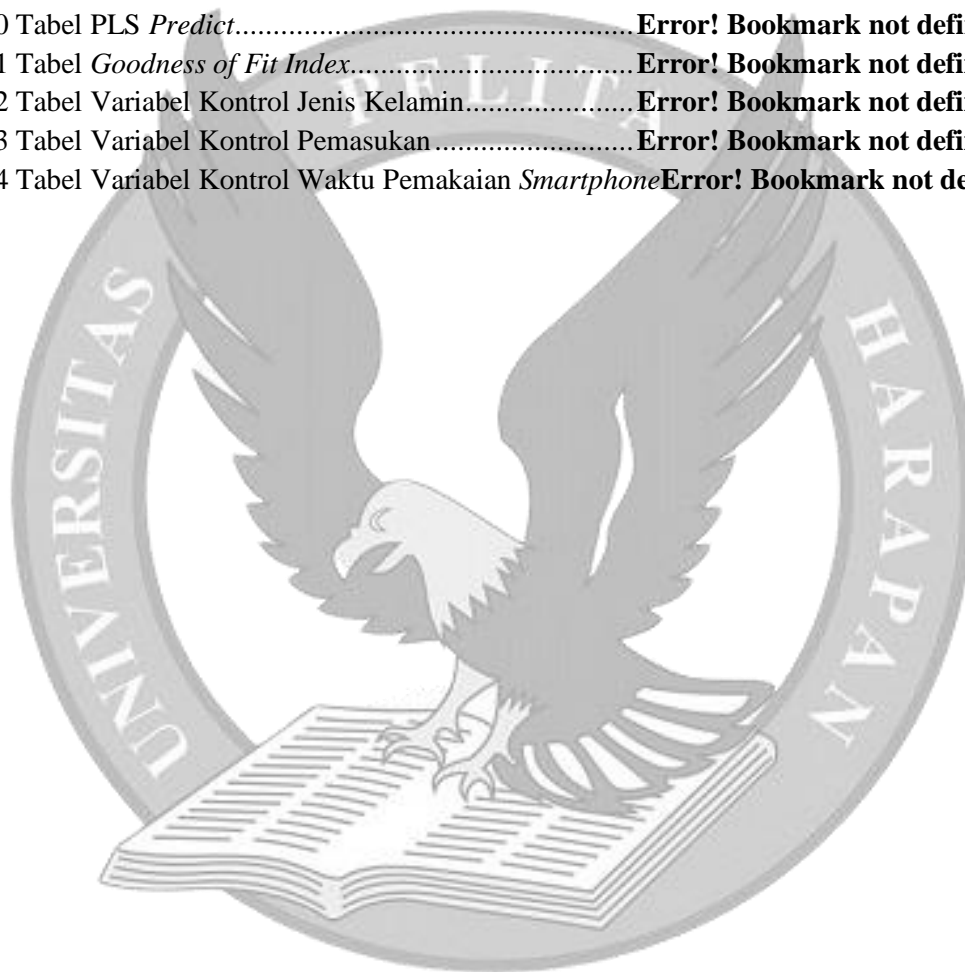 0 Tabel PLS Predict....................................................Error! Bookmark not defi
1 Tabel Goodness of Fit Index.....................................Error! Bookmark not defi
2 Tabel Variabel Kontrol Jenis Kelamin......................Error! Bookmark not defi
3 Tabel Variabel Kontrol Pemasukan..........................Error! Bookmark not defi
4 Tabel Variabel Kontrol Waktu Pemakaian SmartphoneError! Bookmark not de
UNIVERSITAS PELITA HARAPAN